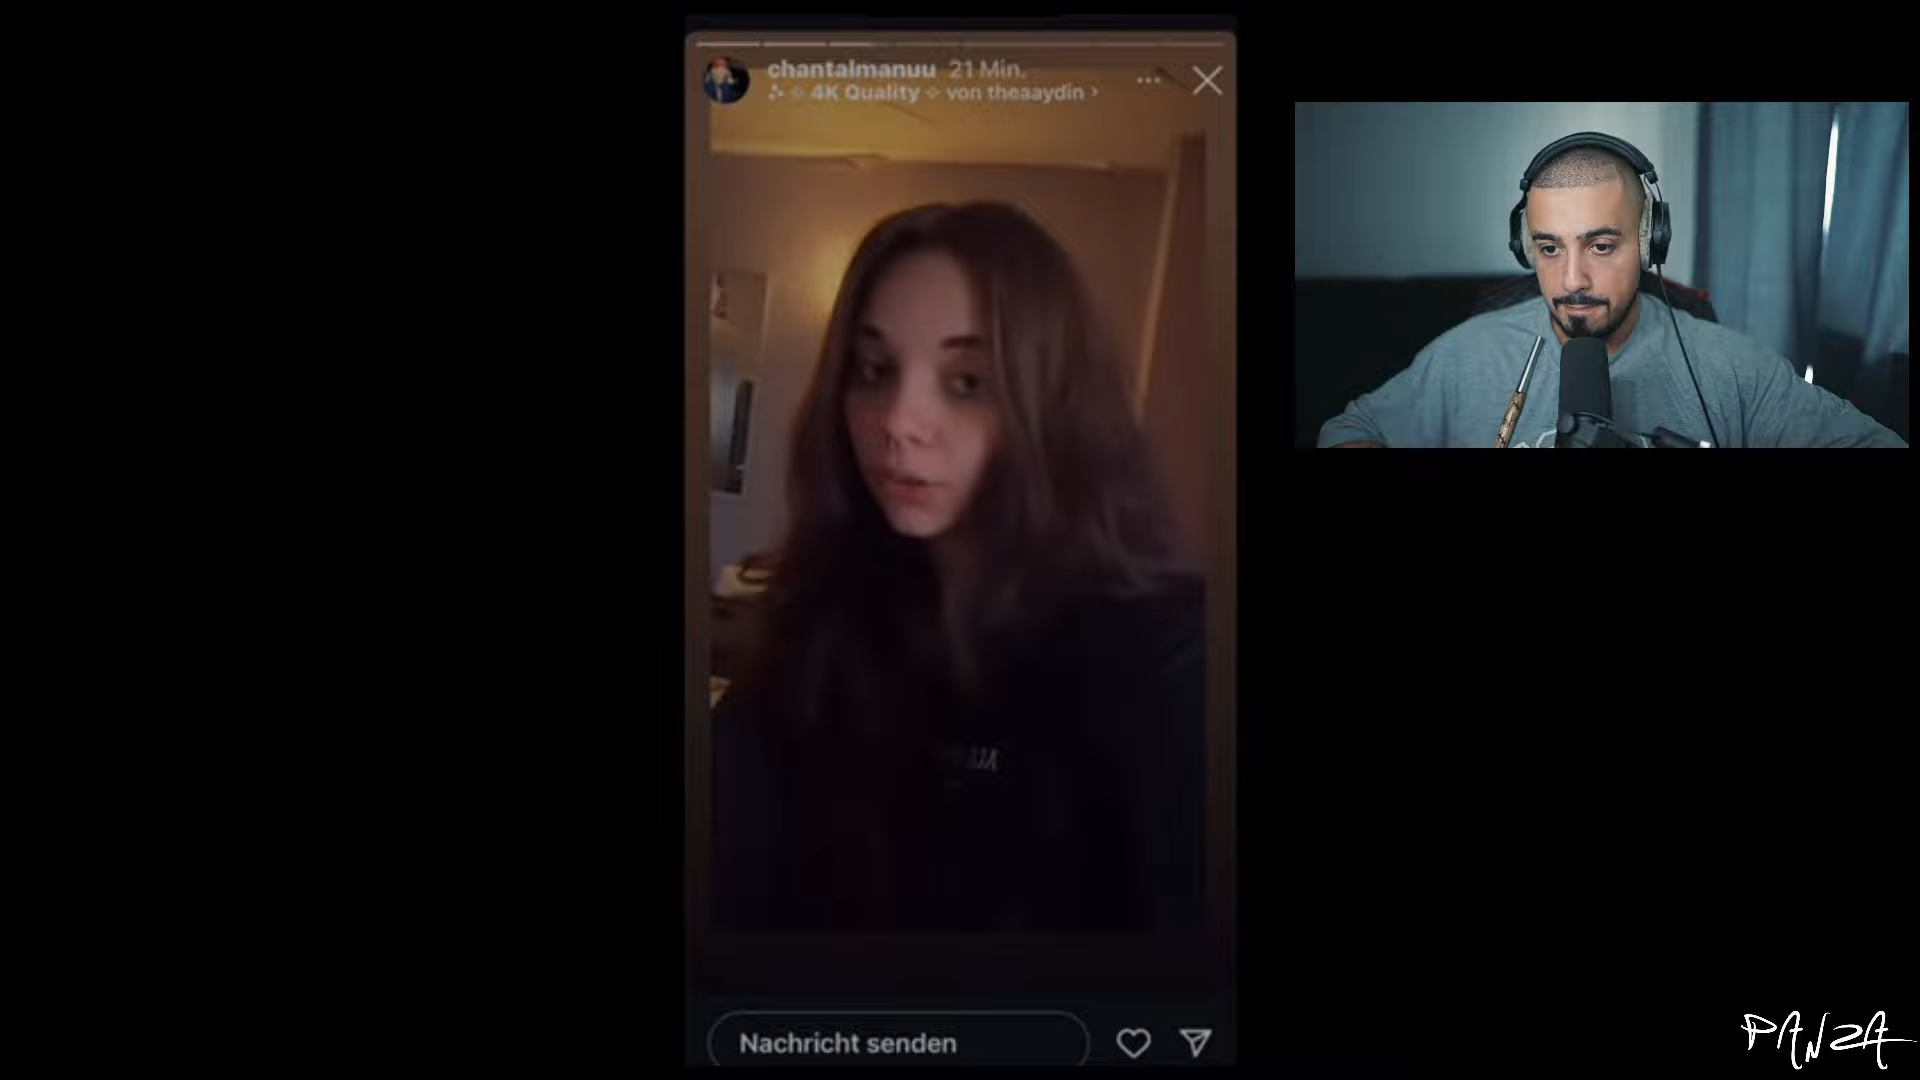 chantalmanuu 21 Min.
4K Quality von theaaydin
Nachricht senden
PANZA